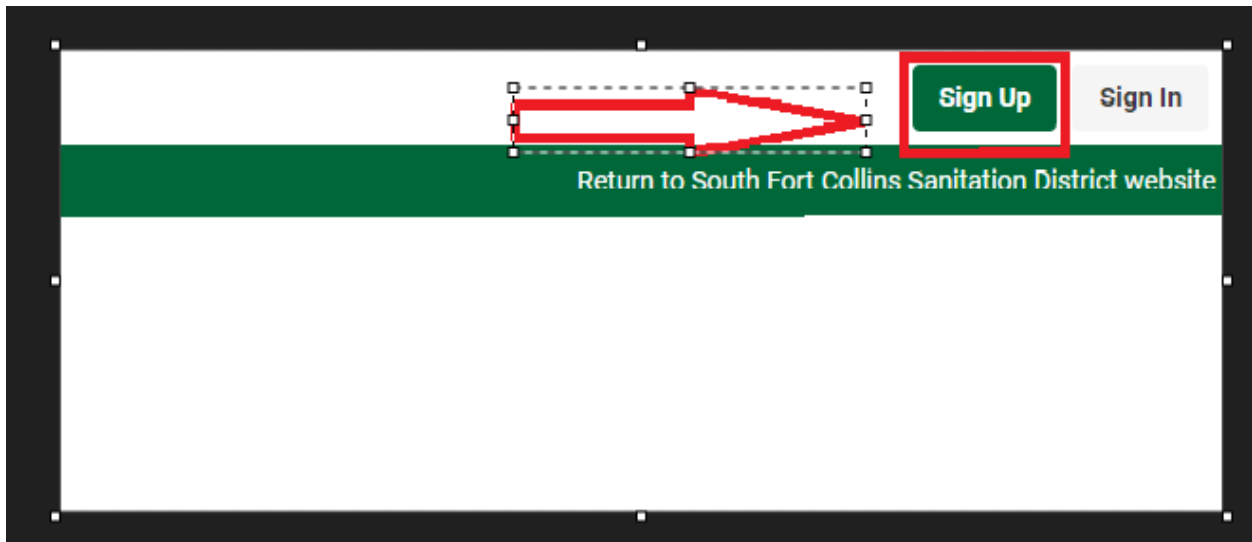 Sign Up Sign In
Return to South Fort Collins Sanitation District website